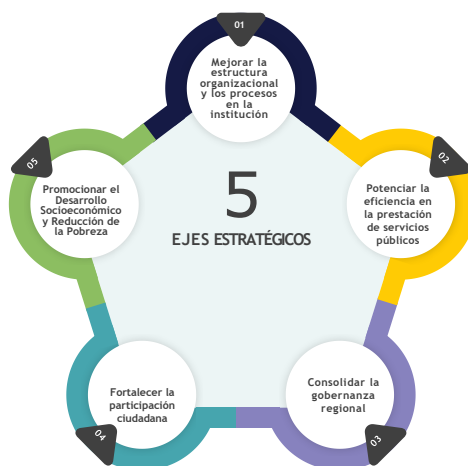 01
Mejorar la
estructura
organizacional
y los procesos
en la
institución
02
Potenciar la
eficiencia en
la prestación
de servicios
públicos
03
Consolidar la
gobernanza
regional
04
Fortalecer la
participación
ciudadana
05
Promocionar el
Desarrollo
Socioeconómico
y Reducción de
la Pobreza
5
EJES ESTRATÉGICOS